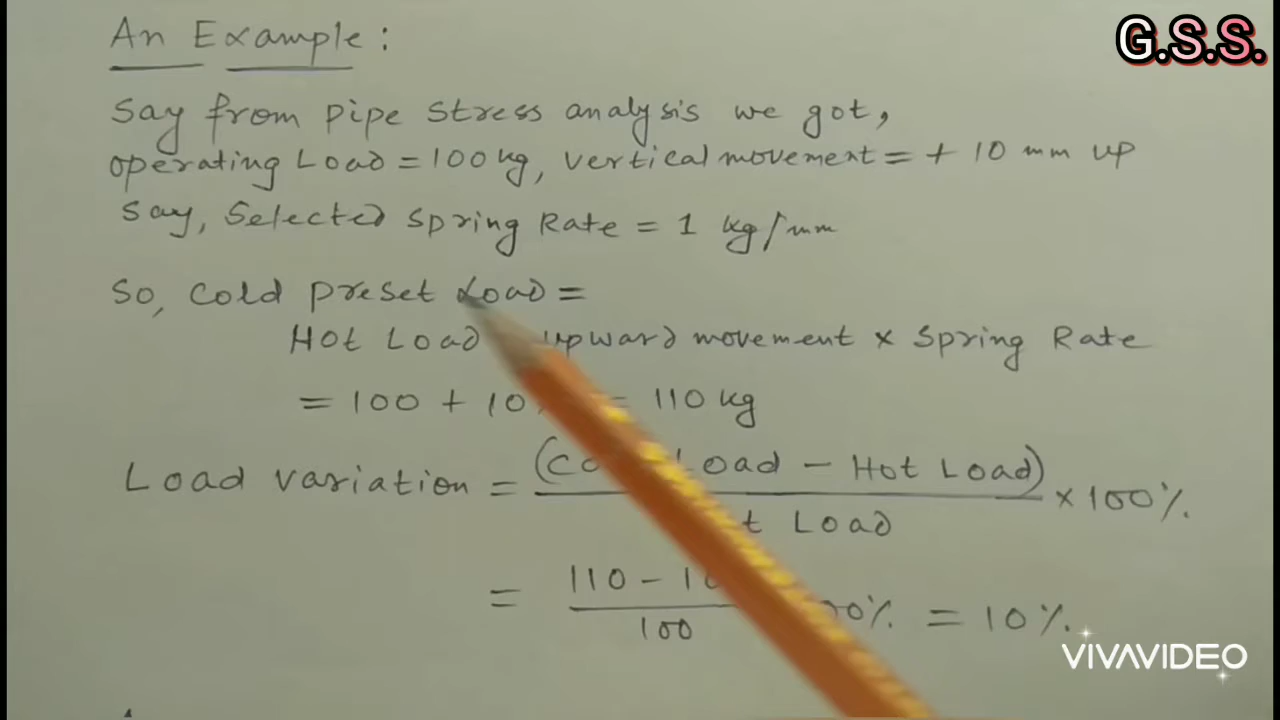 An Example:
G.S.S.
Say from pipe stress analysis we got,
operating Load = 100 kg, vertical movement = + 10 mm up
Say, selected spring Rate = 1 kg/mm
So, cold preset Load =
Hot Load upward movement × spring Rate
= 100 + 10 = 110 kg
Load variation = (Load - Hot Load) × 100%
Load
= 110 - = 10%.
100
VIVAVIDEO